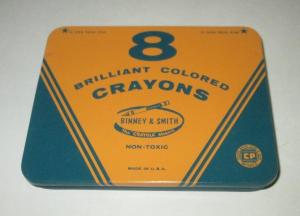 8
BRILLIANT COLORED
CRAYONS
BINNEY & SMITH
NON-TOXIC
MADE IN U.S.A.
CP